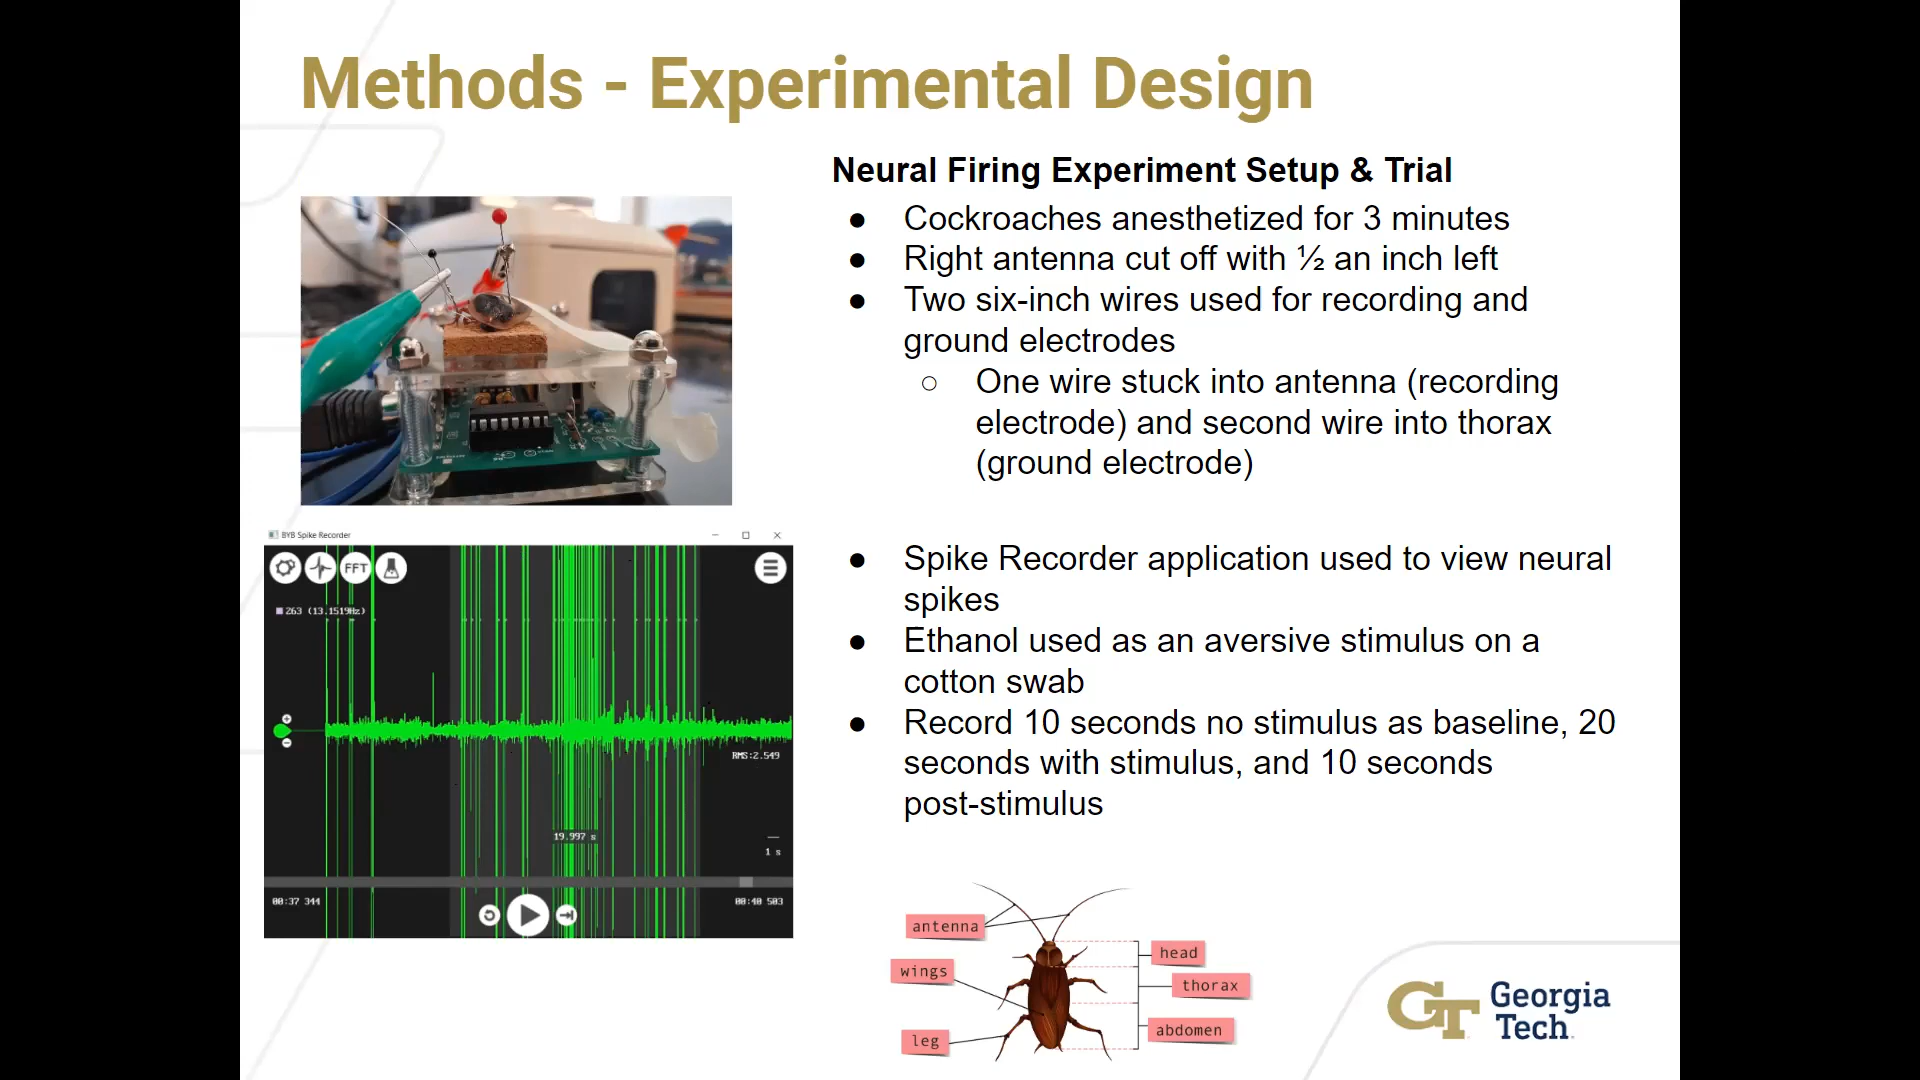 Methods - Experimental Design
Neural Firing Experiment Setup & Trial
● Cockroaches anesthetized for 3 minutes
● Right antenna cut off with ½ an inch left
● Two six-inch wires used for recording and
ground electrodes
○ One wire stuck into antenna (recording
electrode) and second wire into thorax
(ground electrode)
● Spike Recorder application used to view neural
spikes
● Ethanol used as an aversive stimulus on a
cotton swab
● Record 10 seconds no stimulus as baseline, 20
seconds with stimulus, and 10 seconds
post-stimulus
BYB Spike Recorder
FFT
263 (13.1519Hz)
RMS:2.549
19.997 s
1 s
00:37 344
00:40 503
antenna
wings
leg
head
thorax
abdomen
GT Georgia
Tech